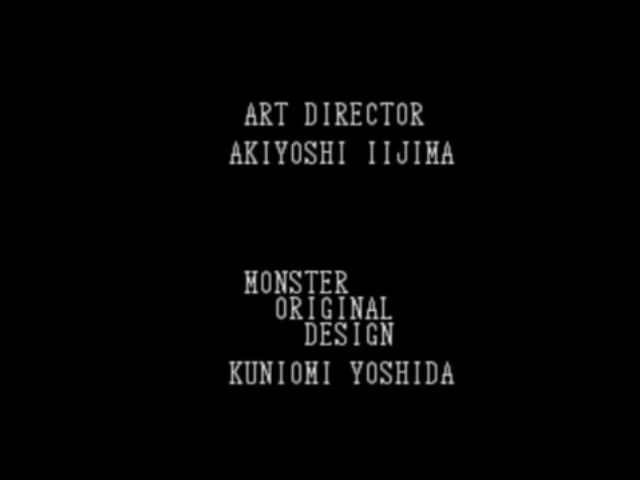 ART DIRECTOR
AKIYOSHI IIJIMA
MONSTER
ORIGINAL
DESIGN
KUNIOMI YOSHIDA